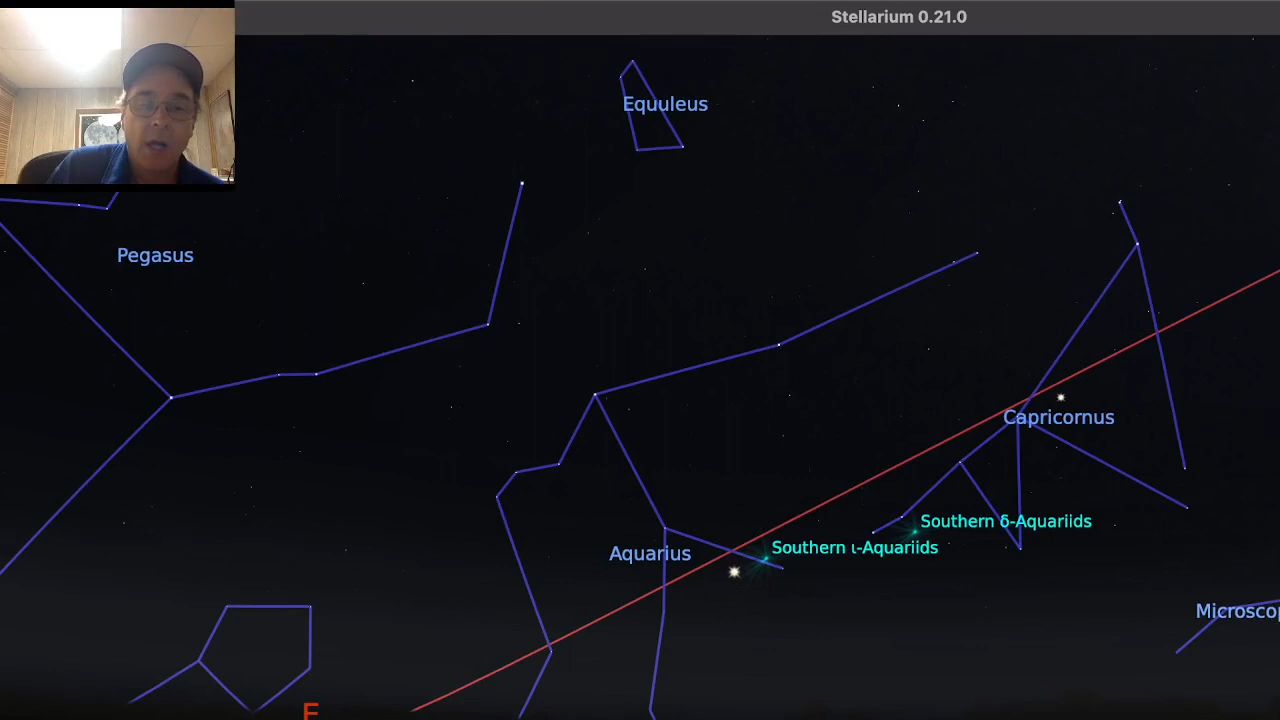 Stellarium 0.21.0
Equuleus
Pegasus
Capricornus
Southern δ-Aquariids
Southern ι-Aquariids
Aquarius
Microscop
E